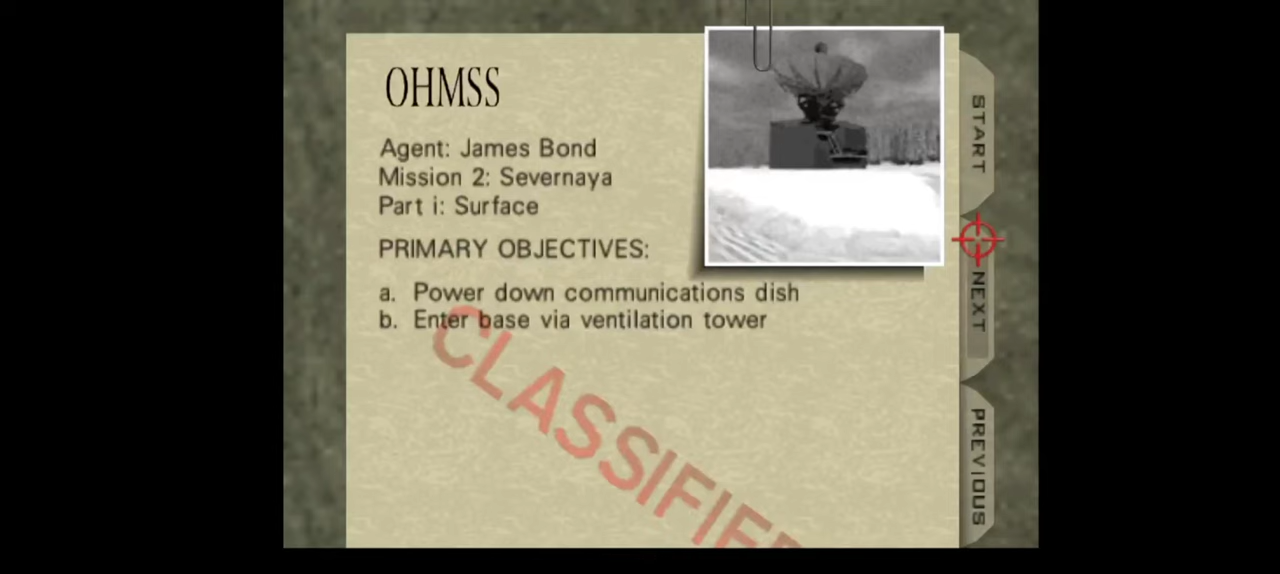 OHMSS
Agent: James Bond
Mission 2: Severnaya
Part i: Surface
PRIMARY OBJECTIVES:
a. Power down communications dish
b. Enter base via ventilation tower
CLASSIFIE
START
NEXT
PREVIOUS